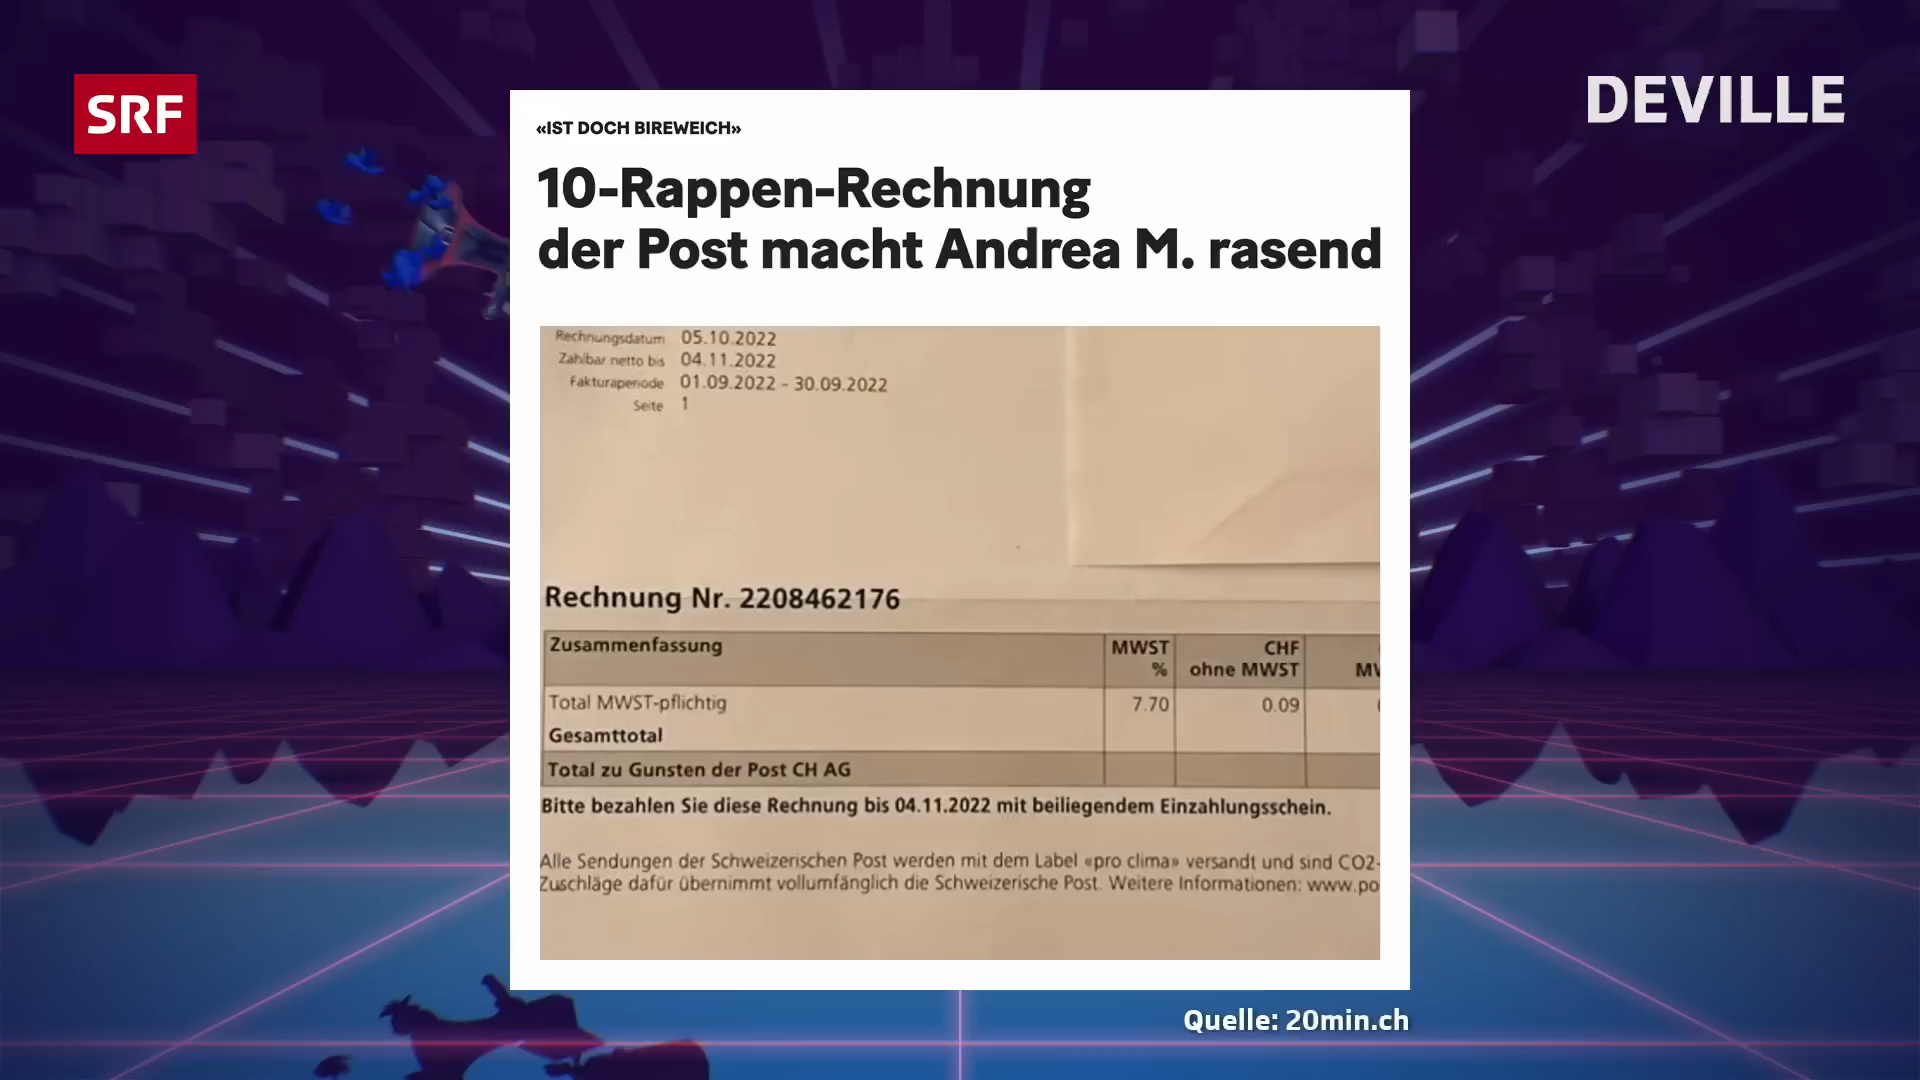 SRF
DEVILLE
«IST DOCH BIREWEICH»
10-Rappen-Rechnung
der Post macht Andrea M. rasend
Rechnungsdatum 05.10.2022
Zahlbar netto bis 04.11.2022
Fakturaperiode 01.09.2022 - 30.09.2022
Seite 1
Rechnung Nr. 2208462176
Zusammenfassung MWST CHF
% ohne MWST
Total MWST-pflichtig 7.70 0.09
Gesamttotal
Total zu Gunsten der Post CH AG
Bitte bezahlen Sie diese Rechnung bis 04.11.2022 mit beiliegendem Einzahlungsschein.
Alle Sendungen der Schweizerischen Post werden mit dem Label «pro clima» versandt und sind CO2-
Zuschläge dafür übernimmt vollumfänglich die Schweizerische Post. Weitere Informationen: www.po
Quelle: 20min.ch